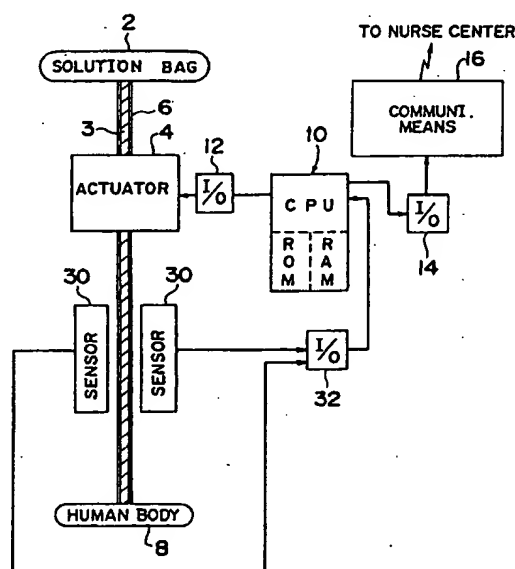 TO NURSE CENTER
2
16
SOLUTION BAG
3
6
4
12
10
COMMUNI.
MEANS
ACTUATOR
I/O
CPU
ROM
RAM
I/O
14
30
30
SENSOR
SENSOR
I/O
32
HUMAN BODY
8